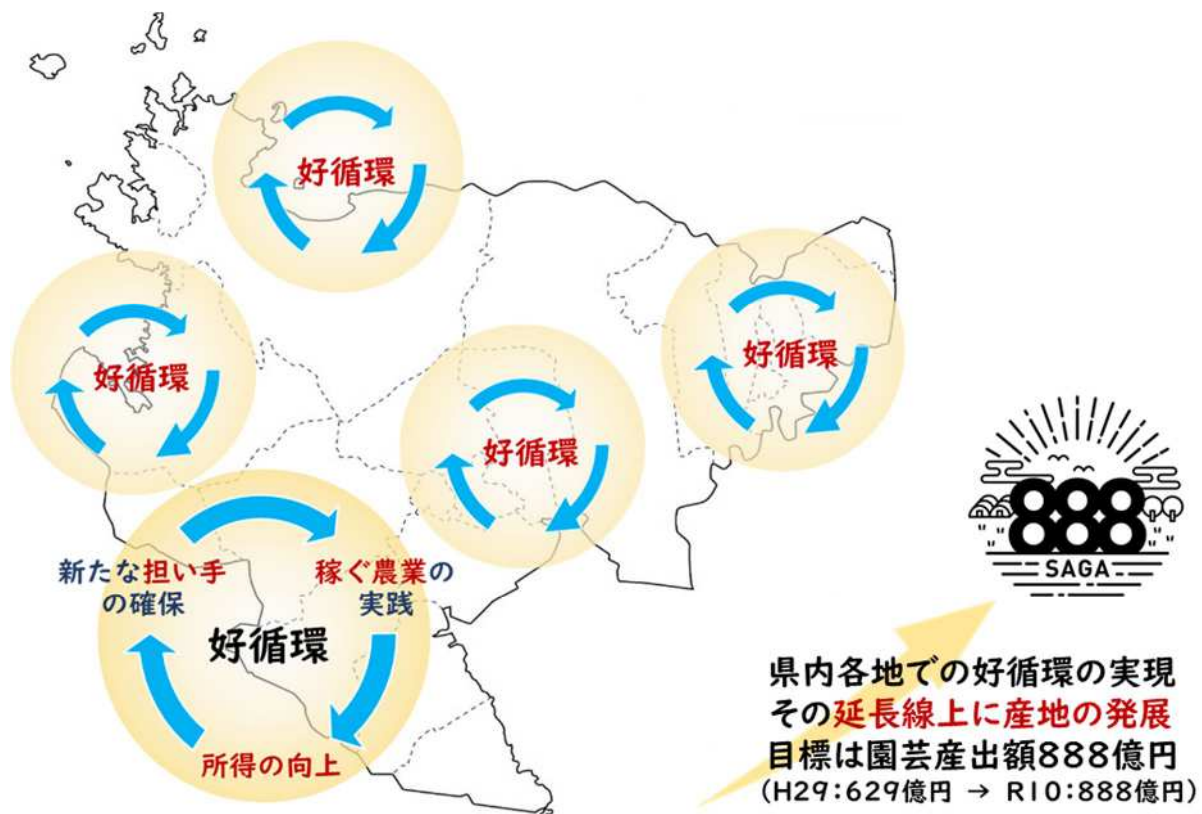 好循環
好循環
好循環
好循環
新たな担い手
の確保
稼ぐ農業の
実践
好循環
所得の向上
888
SAGA
県内各地での好循環の実現
その延長線上に産地の発展
目標は園芸産出額888億円
(H29:629億円 → R10:888億円)